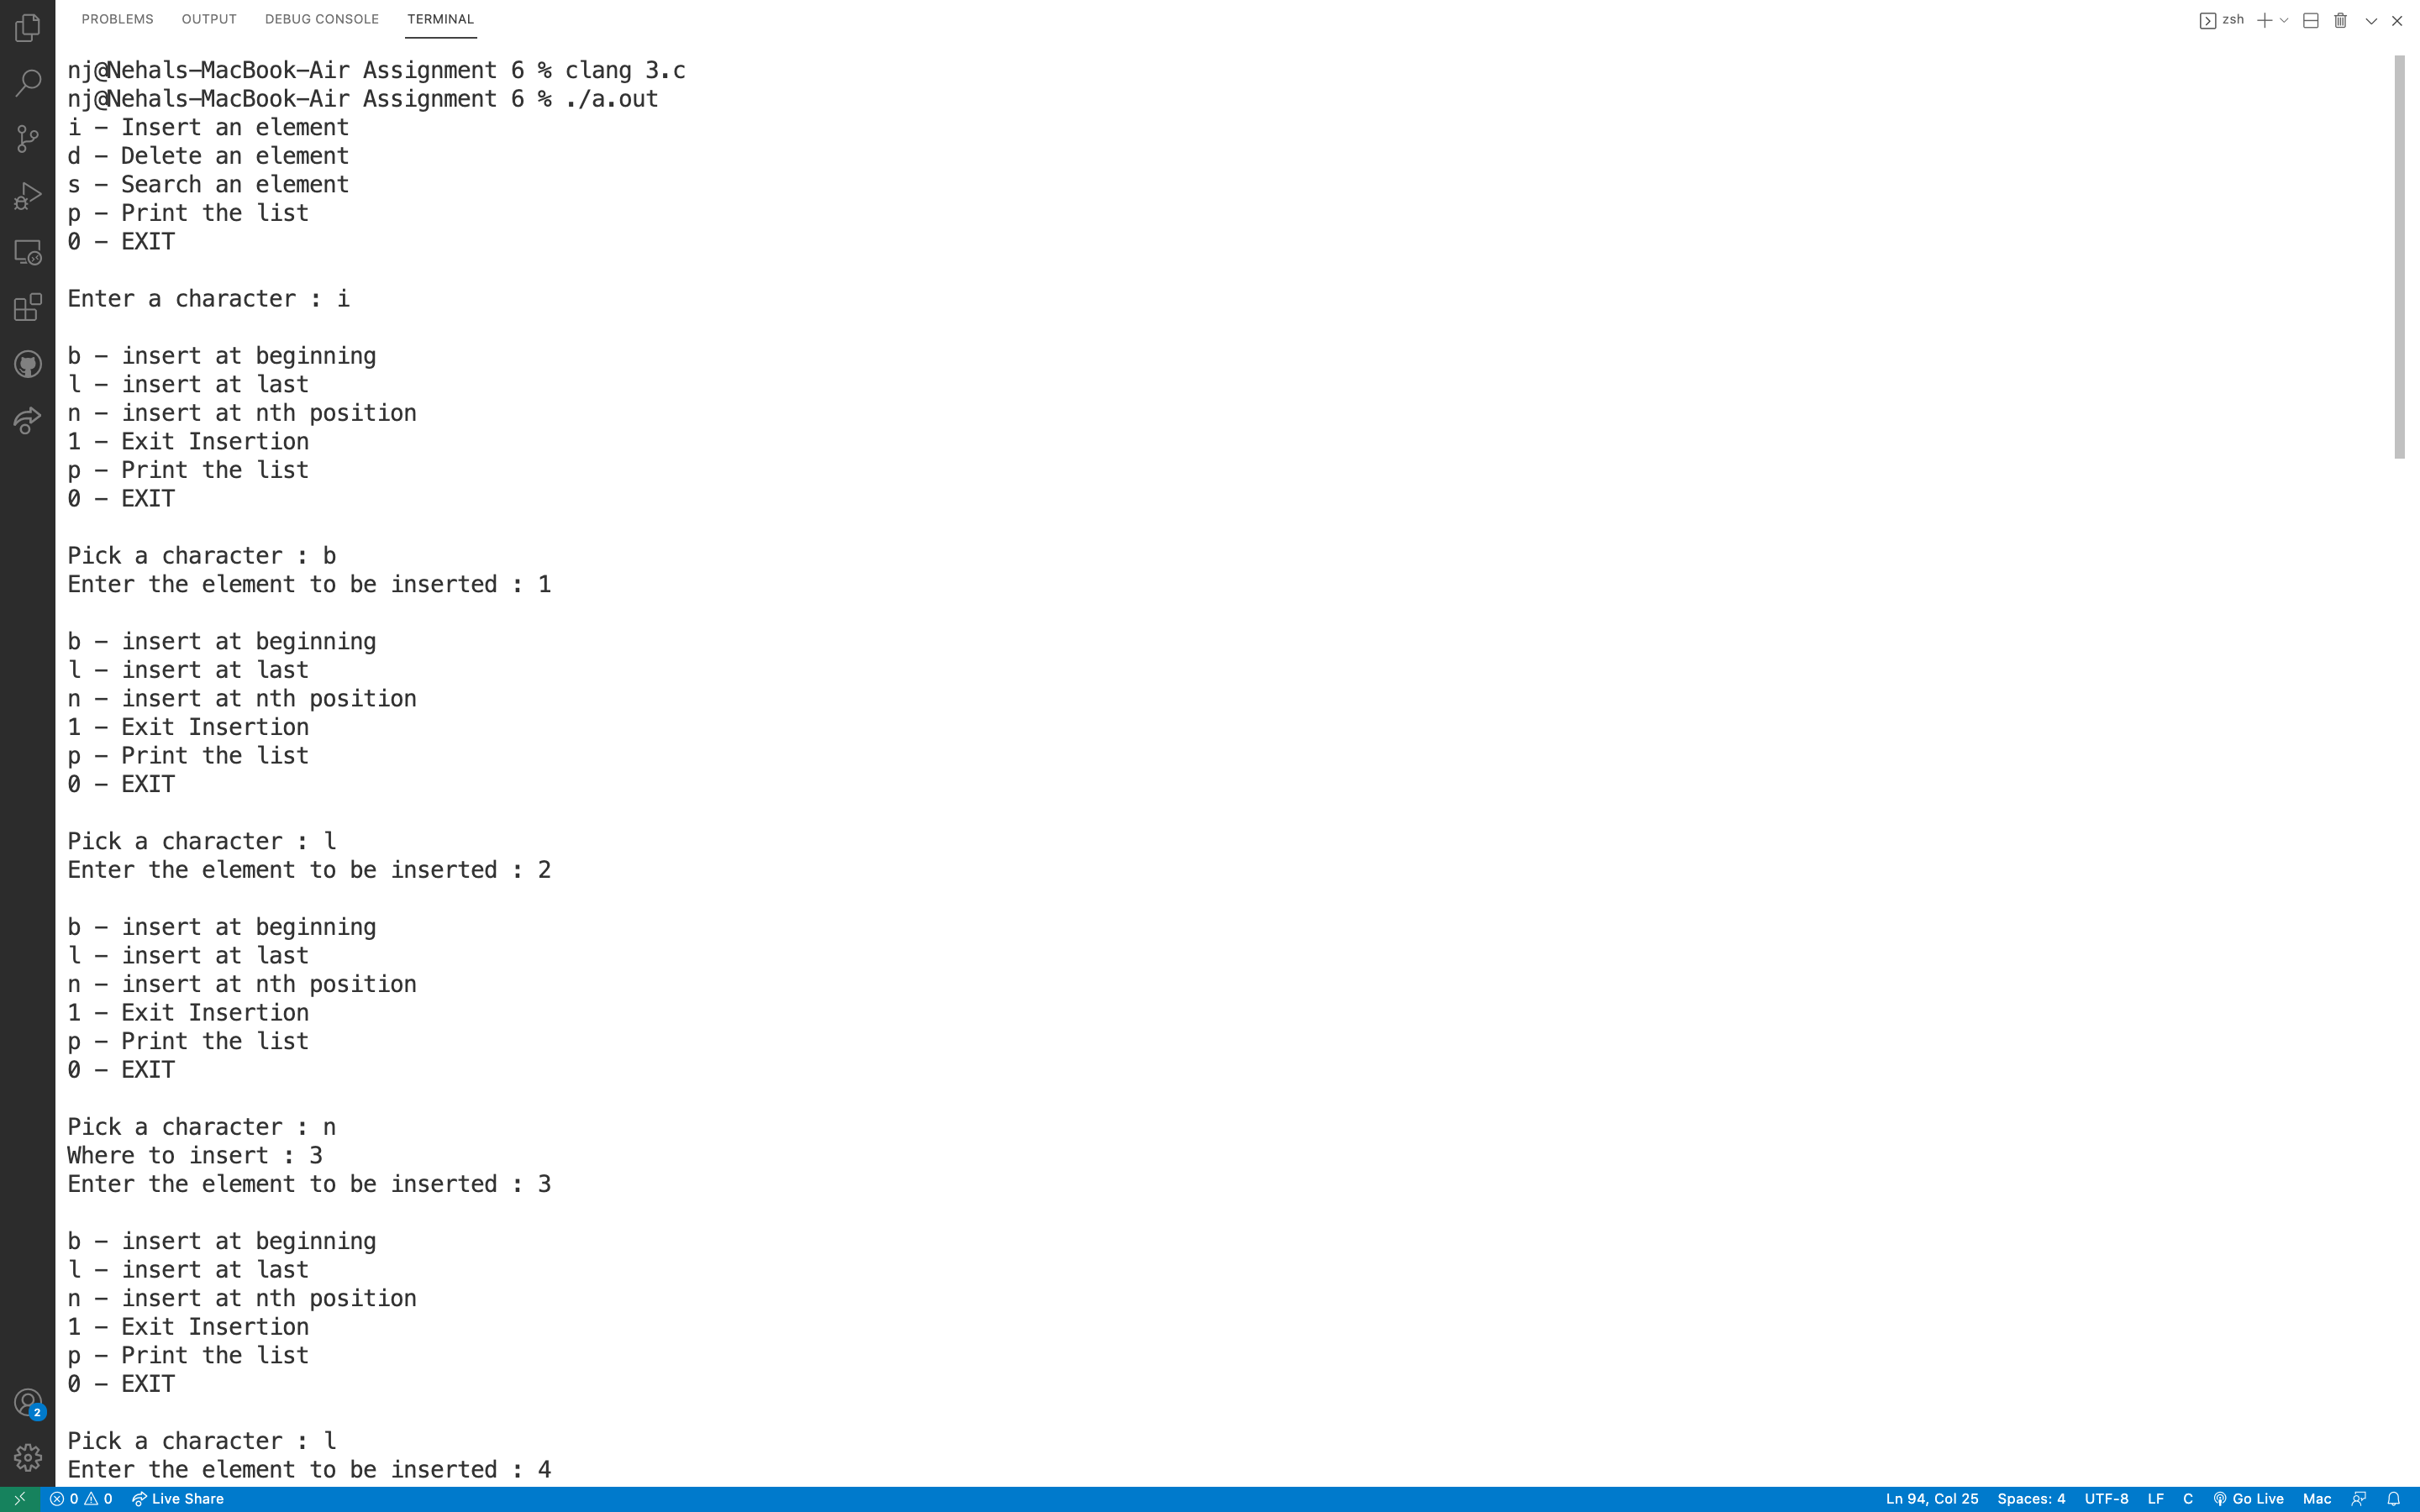 PROBLEMS OUTPUT DEBUG CONSOLE TERMINAL zsh
nj@Nehals-MacBook-Air Assignment 6 % clang 3.c
nj@Nehals-MacBook-Air Assignment 6 % ./a.out
i - Insert an element
d - Delete an element
s - Search an element
p - Print the list
0 - EXIT
Enter a character : i
b - insert at beginning
l - insert at last
n - insert at nth position
1 - Exit Insertion
p - Print the list
0 - EXIT
Pick a character : b
Enter the element to be inserted : 1
b - insert at beginning
l - insert at last
n - insert at nth position
1 - Exit Insertion
p - Print the list
0 - EXIT
Pick a character : l
Enter the element to be inserted : 2
b - insert at beginning
l - insert at last
n - insert at nth position
1 - Exit Insertion
p - Print the list
0 - EXIT
Pick a character : n
Where to insert : 3
Enter the element to be inserted : 3
b - insert at beginning
l - insert at last
n - insert at nth position
1 - Exit Insertion
p - Print the list
0 - EXIT
Pick a character : l
Enter the element to be inserted : 4
2
0 0 Live Share Ln 94, Col 25 Spaces: 4 UTF-8 LF C Go Live Mac